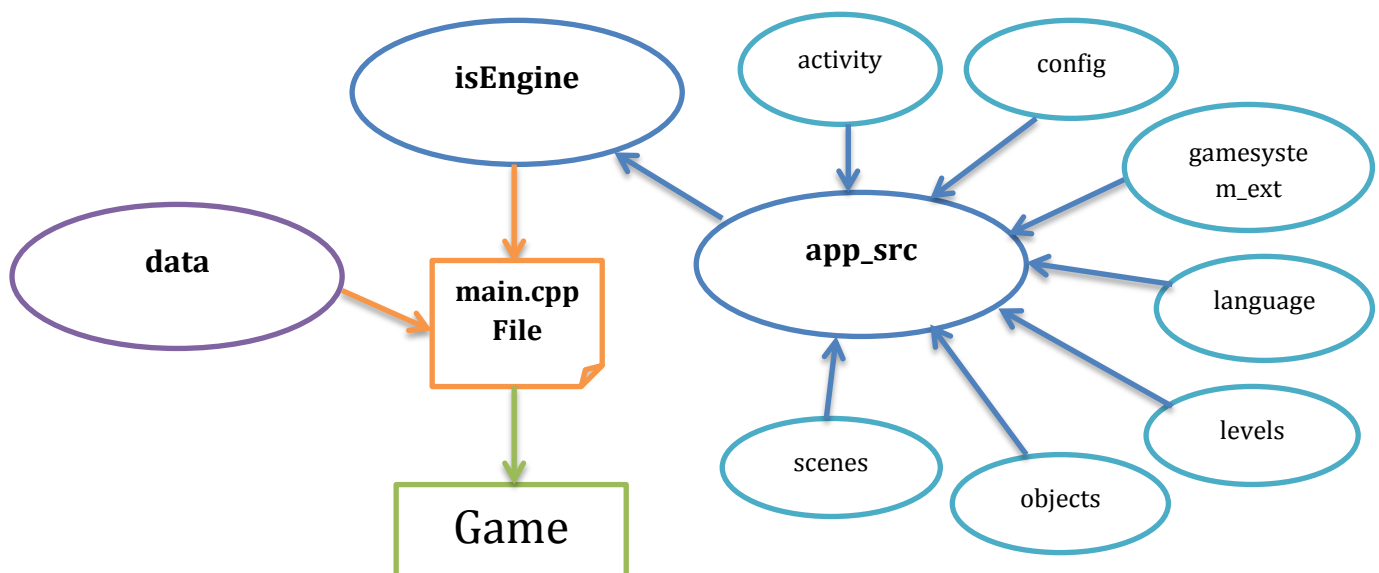 isEngine
activity
config
gamesyste
m_ext
data
app_src
main.cpp
File
language
levels
scenes
objects
Game